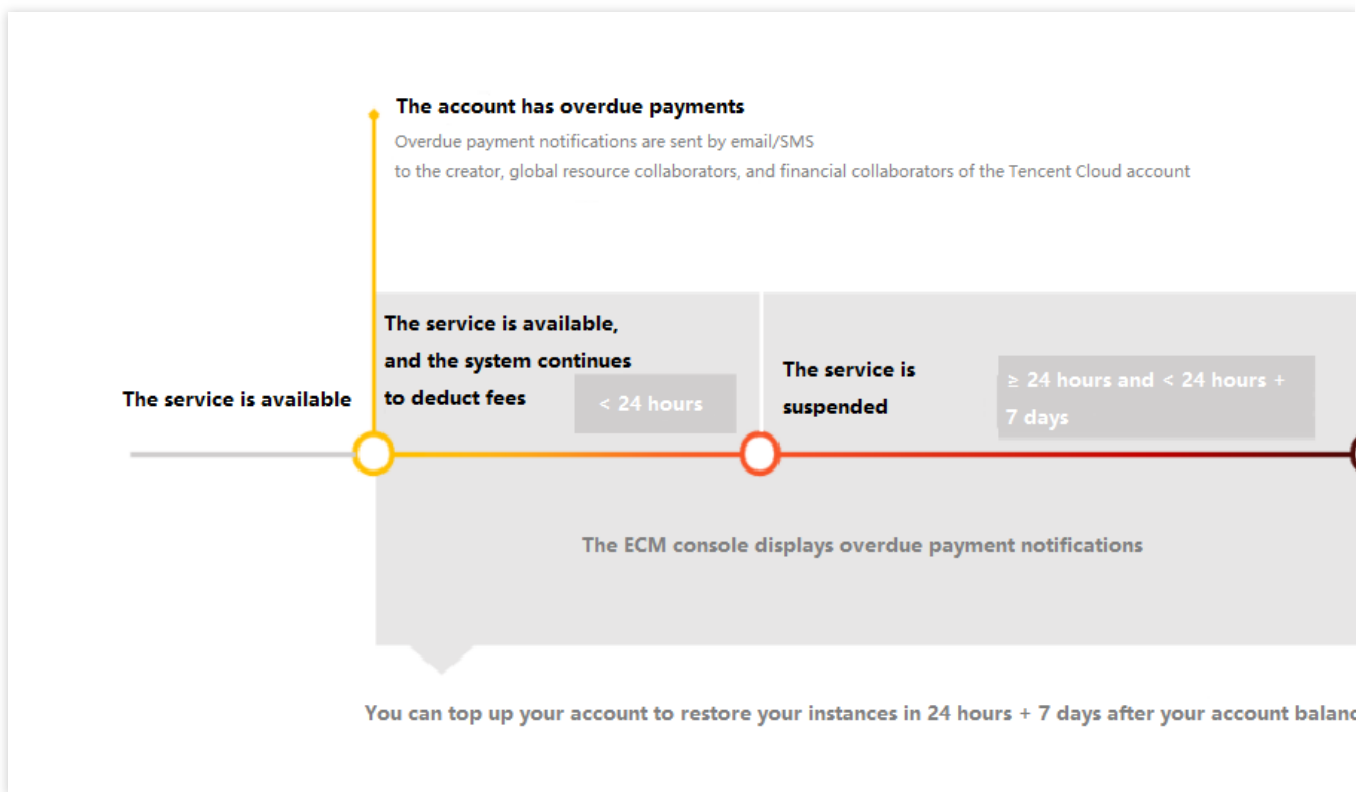 The account has overdue payments
Overdue payment notifications are sent by email/SMS
to the creator, global resource collaborators, and financial collaborators of the Tencent Cloud account
The service is available
The service is available,
and the system continues
to deduct fees
< 24 hours
The service is
suspended
≥ 24 hours and < 24 hours +
7 days
The ECM console displays overdue payment notifications
You can top up your account to restore your instances in 24 hours + 7 days after your account